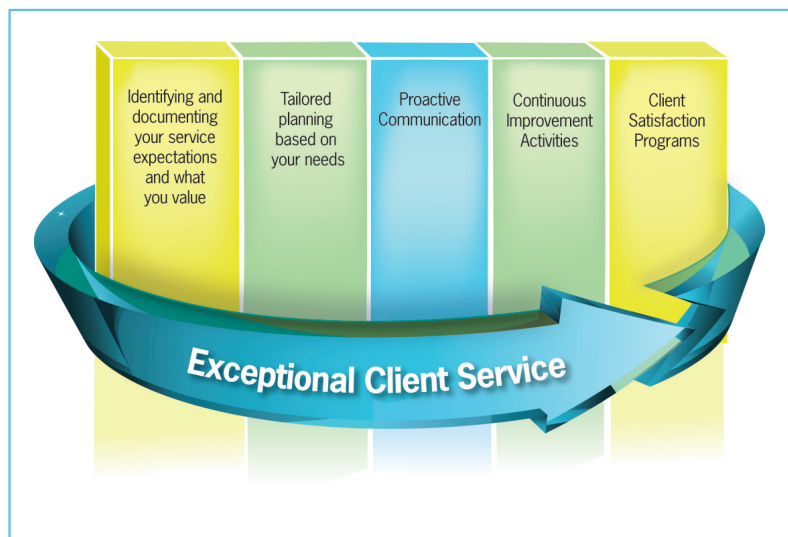 Identifying and
documenting
your service
expectations
and what
you value
Tailored
planning
based on
your needs
Proactive
Communication
Continuous
Improvement
Activities
Client
Satisfaction
Programs
Exceptional Client Service